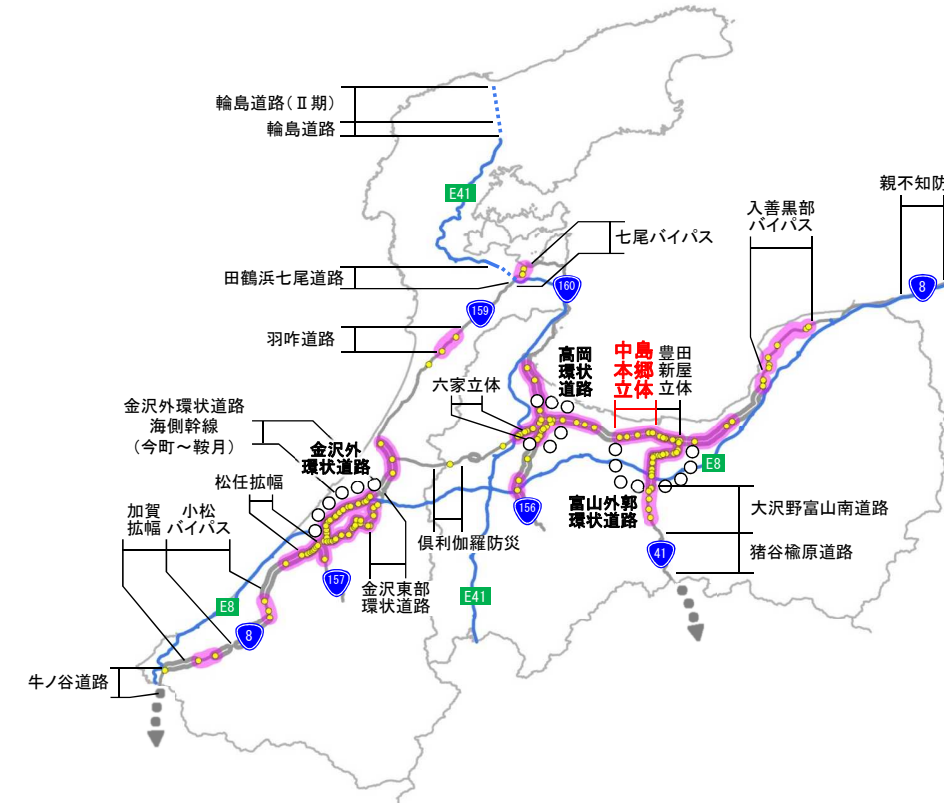 輪島道路(Ⅱ期)
輪島道路
E41
親不知防
入善黒部
バイパス
七尾バイパス
田鶴浜七尾道路
160
8
159
羽咋道路
高岡
環状
道路
中島
本郷
立体
豊田
新屋
立体
六家立体
金沢外環状道路
海側幹線
(今町~鞍月)
金沢外
環状道路
E8
松任拡幅
富山外郭
環状道路
大沢野富山南道路
156
加賀
拡幅
小松
バイパス
倶利伽羅防災
41
猪谷楡原道路
157
金沢東部
環状道路
E41
E8
8
牛ノ谷道路